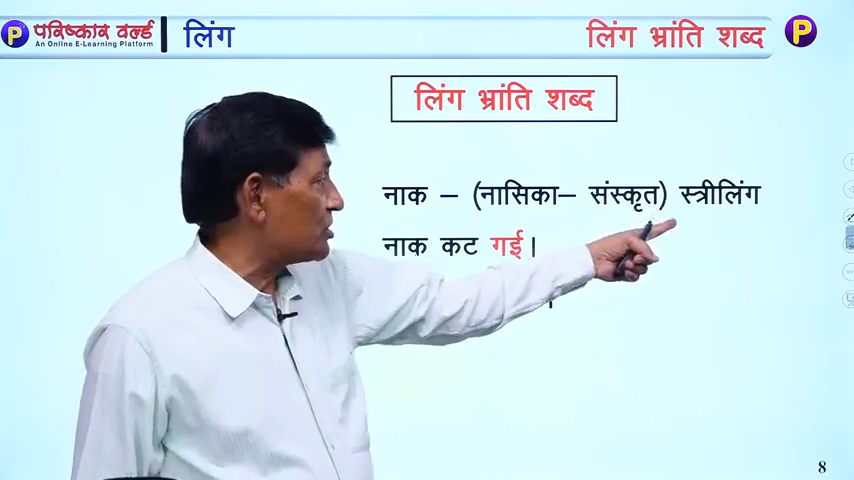 P परिष्कार वर्ल्ड
An Online E-Learning Platform
लिंग
लिंग भ्रांति शब्द
P
लिंग भ्रांति शब्द
नाक – (नासिका– संस्कृत) स्त्रीलिंग
नाक कट गई।
8